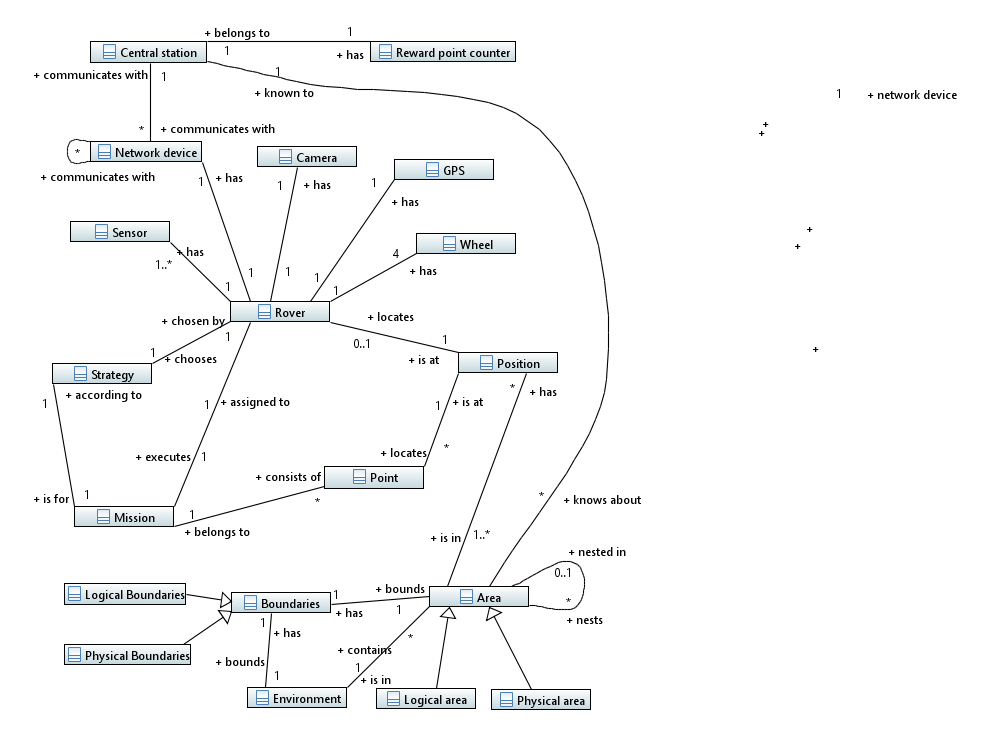 + belongs to
1
Central station
1
+ has
Reward point counter
+ communicates with
1
1
+ known to
1
+ network device
*
+ communicates with
+
+
*
Network device
Camera
GPS
+ communicates with
1
+ has
1
+ has
1
+ has
Sensor
+ has
Wheel
+
+
1..*
4
+ has
1
1
1
1
1
Rover
+ chosen by
1
+ locates
0..1
1
+
1
+ chooses
+ is at
Strategy
Position
+ according to
1
1
+ assigned to
1
+ is at
*
+ has
+ executes
1
+ locates
*
+ consists of
Point
+ is for
1
*
*
+ knows about
Mission
1
+ belongs to
+ is in
1..*
+ nested in
0..1
Logical Boundaries
Boundaries
1
+ bounds
Area
+ has
1
*
+ nests
1
+ has
*
Physical Boundaries
+ bounds
+ contains
1
1
+ is in
Environment
Logical area
Physical area